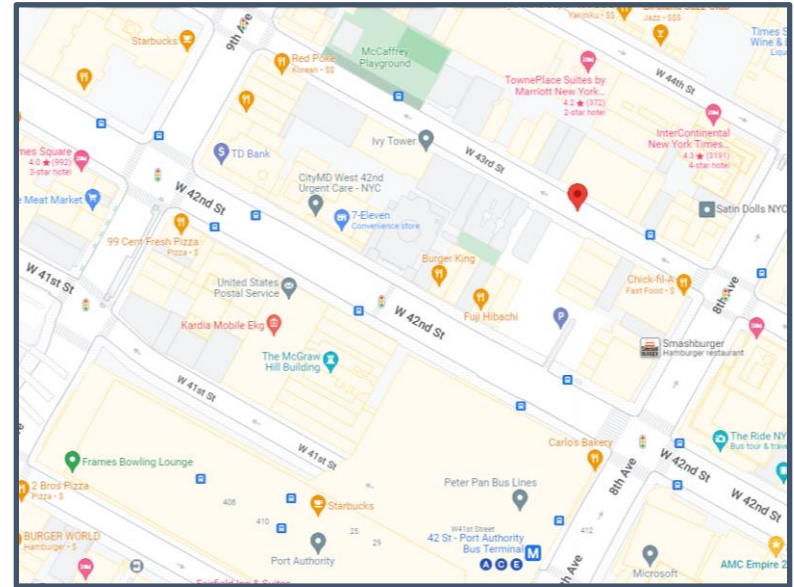 Yakiniku • $$
Jazz • $$$
Times S
Wine &
Starbucks
9th Ave
Red Poke
Korean • $$
McCaffrey
Playground
W 44th St
TownePlace Suites by
Marriott New York...
4.2 ★ (372)
2-star hotel
InterContinental
New York Times...
4.3 ★ (3191)
4-star hotel
Ivy Tower
TD Bank
W 43rd St
mes Square
4.0 ★ (992)
3-star hotel
CityMD West 42nd
Urgent Care - NYC
W 42nd St
e Meat Market
7-Eleven
Convenience store
Satin Dolls NYC
99 Cent Fresh Pizza
Pizza • $
Burger King
W 41st St
United States
Postal Service
Chick-fil-A
Fast Food • $
8th Ave
Fuji Hibachi
P
W 42nd St
Kardia Mobile Ekg
Smashburger
Hamburger restaurant
The McGraw
Hill Building
W 41st St
Carlo's Bakery
The Ride NY
Bus tour & trav
W 41st St
Frames Bowling Lounge
8th Ave
W 42nd St
W 42nd St
2 Bros Pizza
Pizza • $
Peter Pan Bus Lines
408
Starbucks
410
25
29
W41st Street
412
BURGER WORLD
Hamburger • $
42 St - Port Authority
Bus Terminal
M
A C E
Port Authority
th Ave
Microsoft
AMC Empire 2
Fairfield Inn & Suites